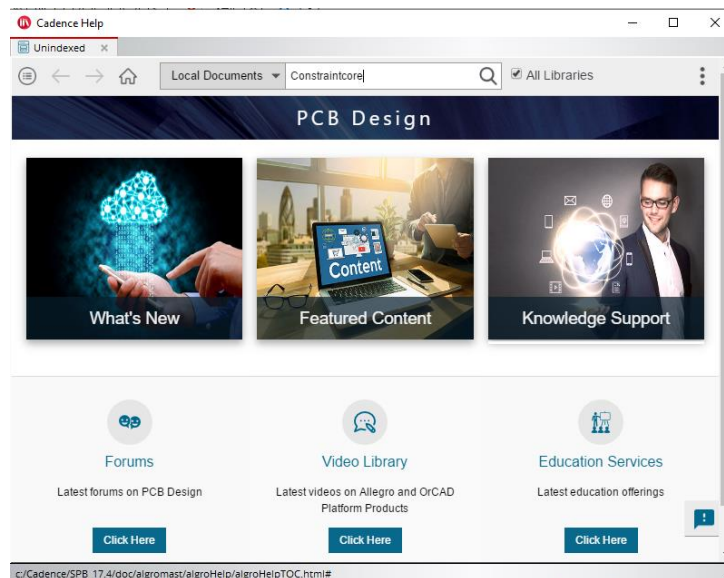 Cadence Help
Unindexed
Local Documents
Constraintcore
All Libraries
PCB Design
Content
What's New
Featured Content
Knowledge Support
Forums
Video Library
Education Services
Latest forums on PCB Design
Latest videos on Allegro and OrCAD
Platform Products
Latest education offerings
Click Here
Click Here
Click Here
c:/Cadence/SPB_17.4/doc/algromast/algroHelp/algroHelpTOC.html#